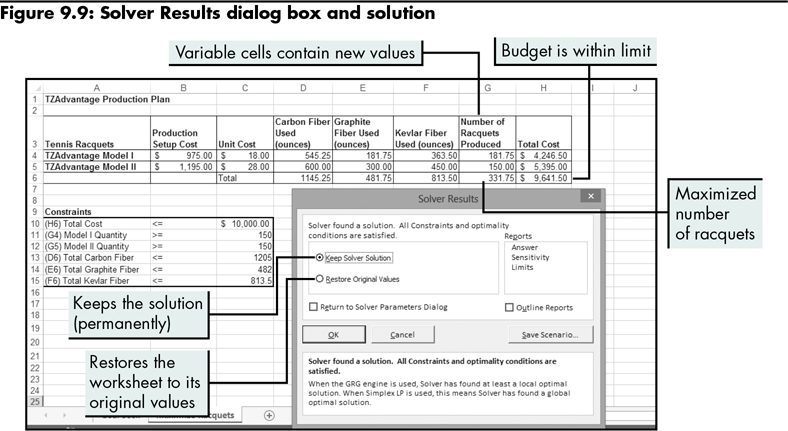 Figure 9.9: Solver Results dialog box and solution
Variable cells contain new values
Budget is within limit
A B C D E F G H I J
1 TZAdvantage Production Plan
2
3 Tennis Racquets Production Setup Cost Unit Cost Carbon Fiber Used (ounces) Graphite Fiber Used (ounces) Kevlar Fiber Used (ounces) Number of Racquets Produced Total Cost
4 TZAdvantage Model I $ 975.00 $ 18.00 545.25 181.75 363.50 181.75 $ 4,246.50
5 TZAdvantage Model II $ 1,195.00 $ 28.00 600.00 300.00 450.00 150.00 $ 5,395.00
6 Total 1145.25 481.75 813.50 331.75 $ 9,641.50
7
8
9 Constraints
10 (H6) Total Cost <= $ 10,000.00
11 (G4) Model I Quantity >= 150
12 (G5) Model II Quantity >= 150
13 (D6) Total Carbon Fiber <= 1205
14 (E6) Total Graphite Fiber <= 482
15 (F6) Total Kevlar Fiber <= 813.5
16
17
18
19
20
21
22
23
24
25
Solver Results
Solver found a solution. All Constraints and optimality
conditions are satisfied.
Reports
Answer
Sensitivity
Limits
Keep Solver Solution
Restore Original Values
Return to Solver Parameters Dialog
Outline Reports
OK
Cancel
Save Scenario...
Solver found a solution. All Constraints and optimality conditions are
satisfied.
When the GRG engine is used, Solver has found at least a local optimal
solution. When Simplex LP is used, this means Solver has found a global
optimal solution.
Maximized
number
of racquets
Keeps the solution
(permanently)
Restores the
worksheet to its
original values